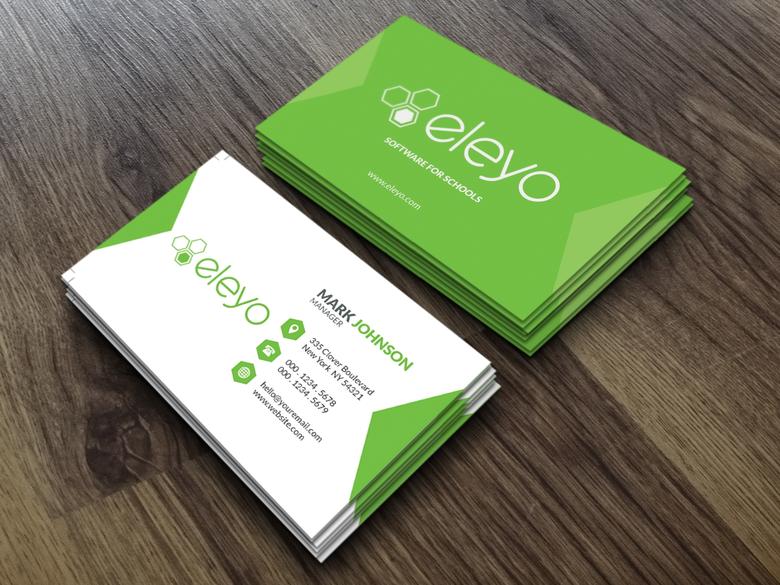 eleyo
SOFTWARE FOR SCHOOLS
www.eleyo.com
eleyo
MARK JOHNSON
MANAGER
335 Clover Boulevard
New York NY 54321
000 . 1234 . 5678
000 . 1234 . 5679
hello@youremail.com
www.website.com